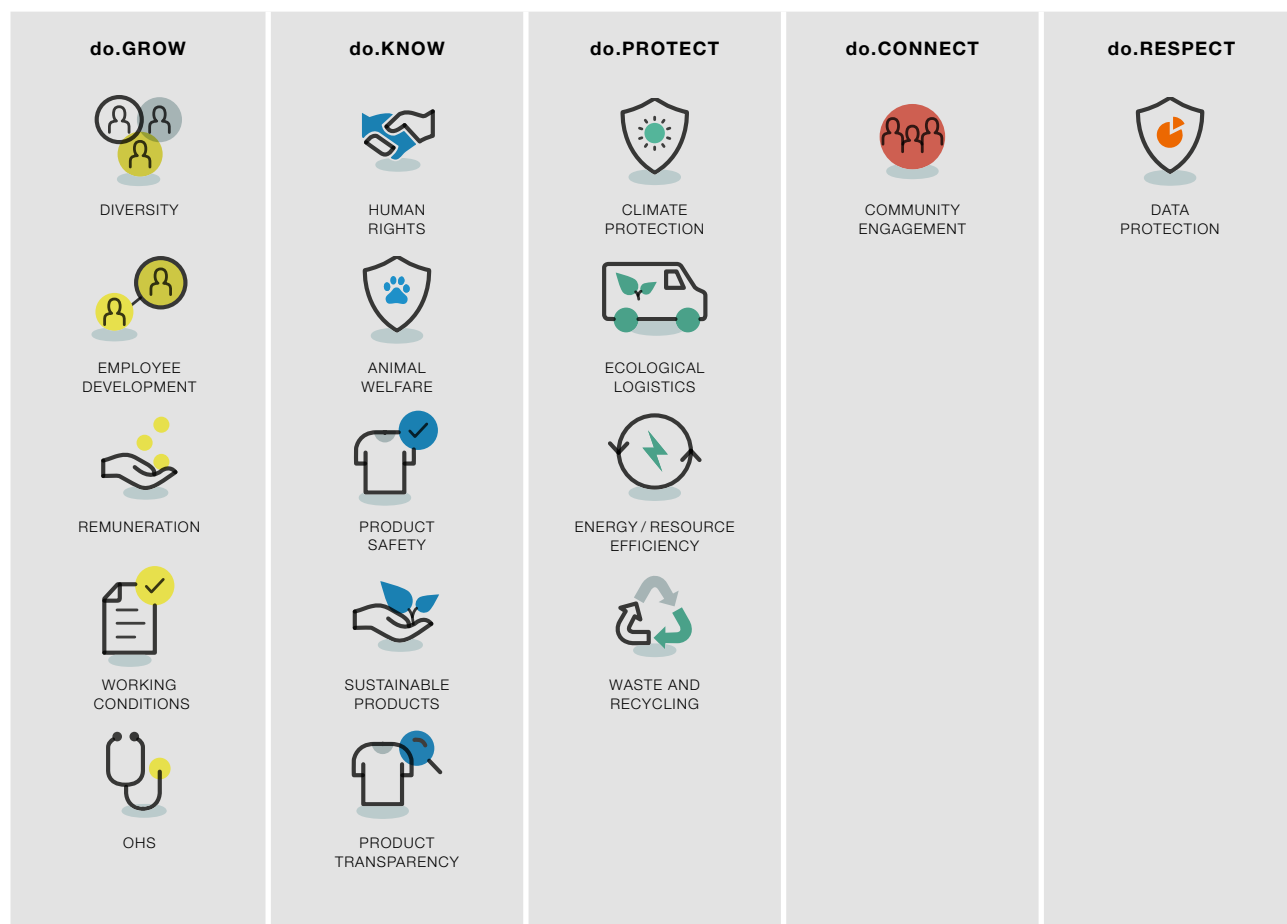 do.GROW
DIVERSITY
EMPLOYEE
DEVELOPMENT
REMUNERATION
WORKING
CONDITIONS
OHS
do.KNOW
HUMAN
RIGHTS
ANIMAL
WELFARE
PRODUCT
SAFETY
SUSTAINABLE
PRODUCTS
PRODUCT
TRANSPARENCY
do.PROTECT
CLIMATE
PROTECTION
ECOLOGICAL
LOGISTICS
ENERGY / RESOURCE
EFFICIENCY
WASTE AND
RECYCLING
do.CONNECT
COMMUNITY
ENGAGEMENT
do.RESPECT
DATA
PROTECTION